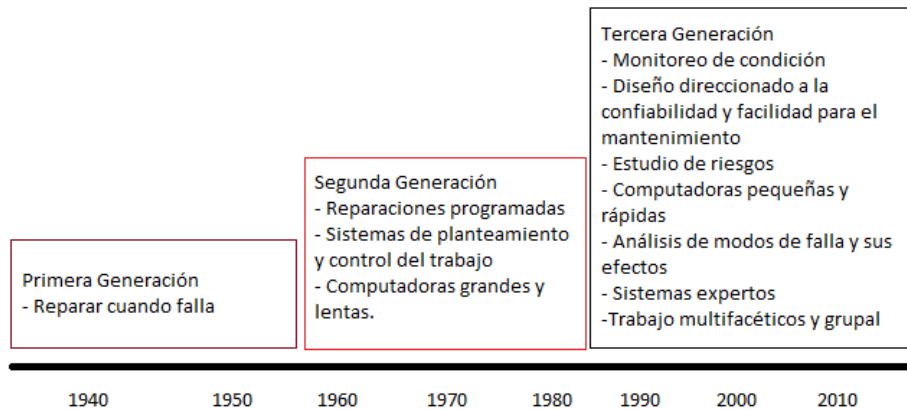 Primera Generación
- Reparar cuando falla
Segunda Generación
- Reparaciones programadas
- Sistemas de planteamiento
y control del trabajo
- Computadoras grandes y
lentas.
Tercera Generación
- Monitoreo de condición
- Diseño direccionado a la
confiabilidad y facilidad para el
mantenimiento
- Estudio de riesgos
- Computadoras pequeñas y
rápidas
- Análisis de modos de falla y sus
efectos
- Sistemas expertos
-Trabajo multifacéticos y grupal
1940 1950 1960 1970 1980 1990 2000 2010